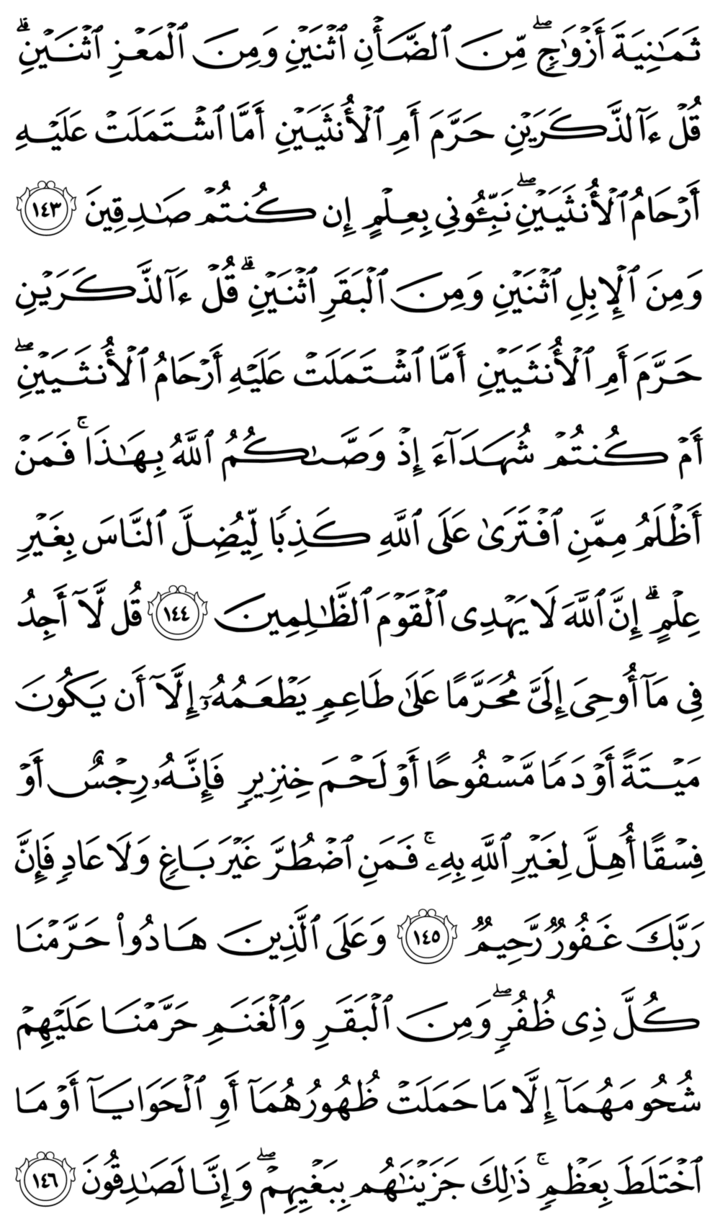 ثَمَٰنِيَةَ أَزْوَٰجٍۖ مِّنَ ٱلضَّأْنِ ٱثْنَيْنِ وَمِنَ ٱلْمَعْزِ ٱثْنَيْنِۗ
قُلْ ءَآلذَّكَرَيْنِ حَرَّمَ أَمِ ٱلْأُنثَيَيْنِ أَمَّا ٱشْتَمَلَتْ عَلَيْهِ
أَرْحَامُ ٱلْأُنثَيَيْنِۖ نَبِّـُٔونِي بِعِلْمٍ إِن كُنتُمْ صَٰدِقِينَ ١٤٣
وَمِنَ ٱلْإِبِلِ ٱثْنَيْنِ وَمِنَ ٱلْبَقَرِ ٱثْنَيْنِۗ قُلْ ءَآلذَّكَرَيْنِ
حَرَّمَ أَمِ ٱلْأُنثَيَيْنِ أَمَّا ٱشْتَمَلَتْ عَلَيْهِ أَرْحَامُ ٱلْأُنثَيَيْنِۖ
أَمْ كُنتُمْ شُهَدَآءَ إِذْ وَصَّىٰكُمُ ٱللَّهُ بِهَٰذَاۚ فَمَنْ
أَظْلَمُ مِمَّنِ ٱفْتَرَىٰ عَلَى ٱللَّهِ كَذِبًا لِّيُضِلَّ ٱلنَّاسَ بِغَيْرِ
عِلْمٍۗ إِنَّ ٱللَّهَ لَا يَهْدِى ٱلْقَوْمَ ٱلظَّٰلِمِينَ ١٤٤ قُل لَّآ أَجِدُ
فِى مَآ أُوحِىَ إِلَىَّ مُحَرَّمًا عَلَىٰ طَاعِمٍ يَطْعَمُهُۥٓ إِلَّآ أَن يَكُونَ
مَيْتَةً أَوْ دَمًا مَّسْفُوحًا أَوْ لَحْمَ خِنزِيرٍ فَإِنَّهُۥ رِجْسٌ أَوْ
فِسْقًا أُهِلَّ لِغَيْرِ ٱللَّهِ بِهِۦۚ فَمَنِ ٱضْطُرَّ غَيْرَ بَاغٍ وَلَا عَادٍ فَإِنَّ
رَبَّكَ غَفُورٌ رَّحِيمٌ ١٤٥ وَعَلَى ٱلَّذِينَ هَادُوا۟ حَرَّمْنَا
كُلَّ ذِى ظُفُرٍۖ وَمِنَ ٱلْبَقَرِ وَٱلْغَنَمِ حَرَّمْنَا عَلَيْهِمْ
شُحُومَهُمَآ إِلَّا مَا حَمَلَتْ ظُهُورُهُمَآ أَوِ ٱلْحَوَايَآ أَوْ مَا
ٱخْتَلَطَ بِعَظْمٍۚ ذَٰلِكَ جَزَيْنَٰهُم بِبَغْيِهِمْۖ وَإِنَّا لَصَٰدِقُونَ ١٤٦